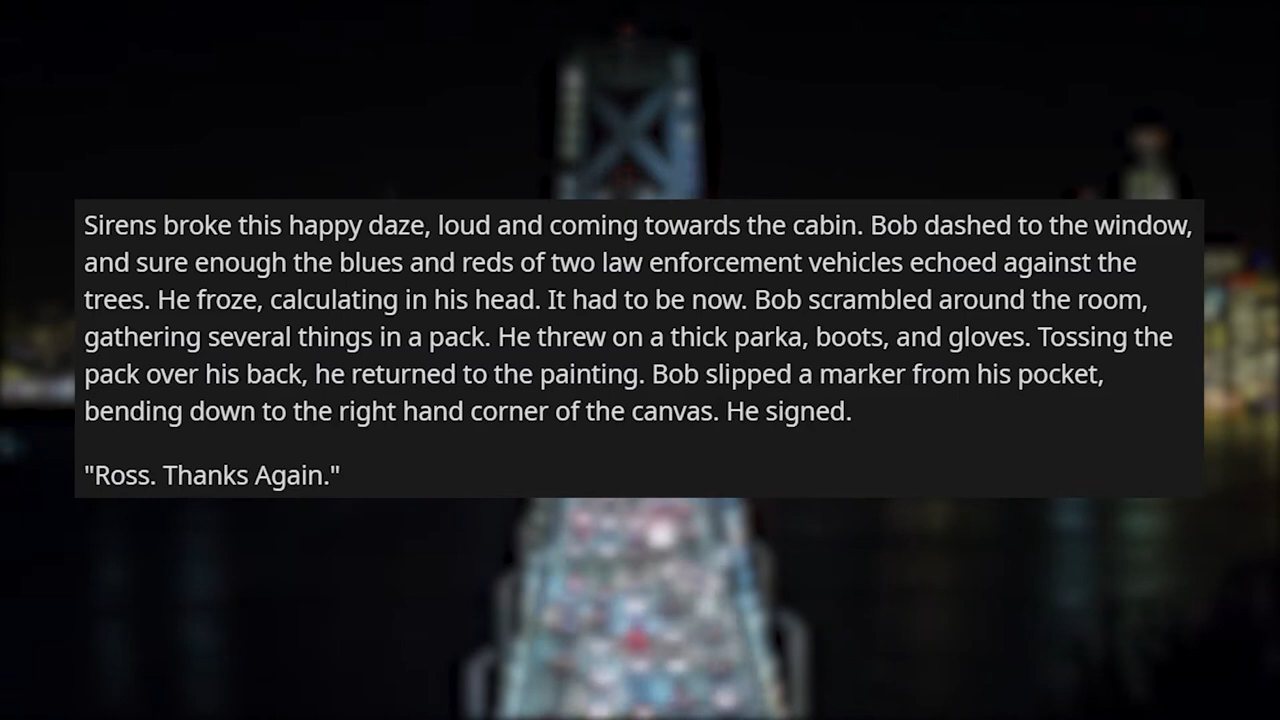 Sirens broke this happy daze, loud and coming towards the cabin. Bob dashed to the window,
and sure enough the blues and reds of two law enforcement vehicles echoed against the
trees. He froze, calculating in his head. It had to be now. Bob scrambled around the room,
gathering several things in a pack. He threw on a thick parka, boots, and gloves. Tossing the
pack over his back, he returned to the painting. Bob slipped a marker from his pocket,
bending down to the right hand corner of the canvas. He signed.
"Ross. Thanks Again."